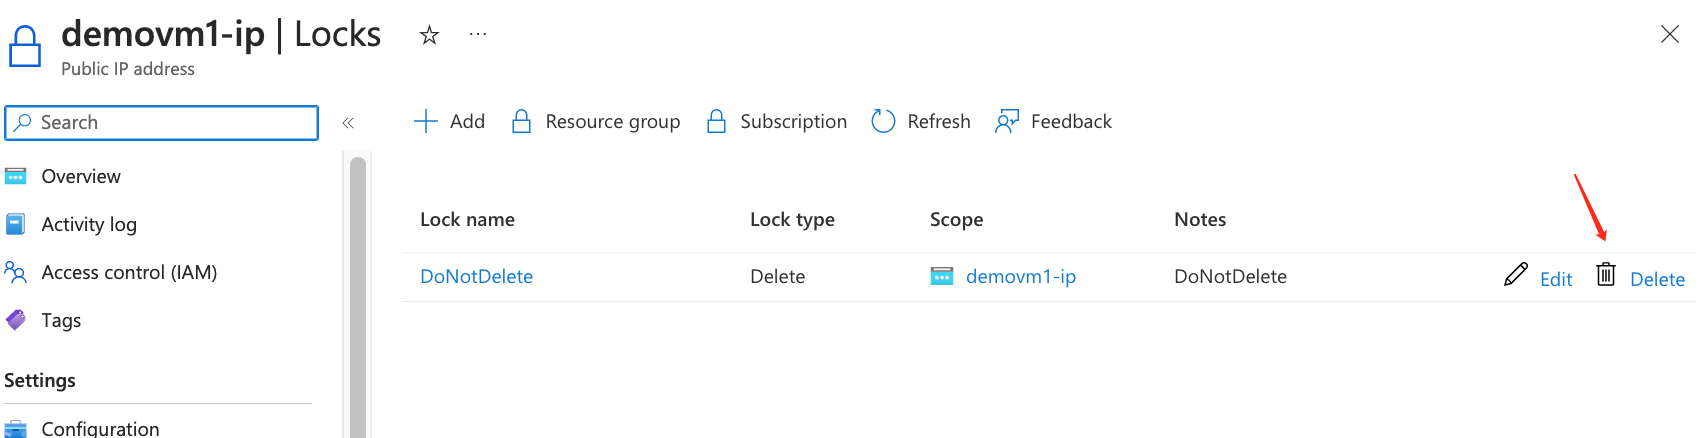 demovm1-ip | Locks
Public IP address
Search
Add Resource group Subscription Refresh Feedback
Overview
Activity log
Access control (IAM)
Tags
Settings
Configuration
Lock name Lock type Scope Notes
DoNotDelete Delete demovm1-ip DoNotDelete Edit Delete